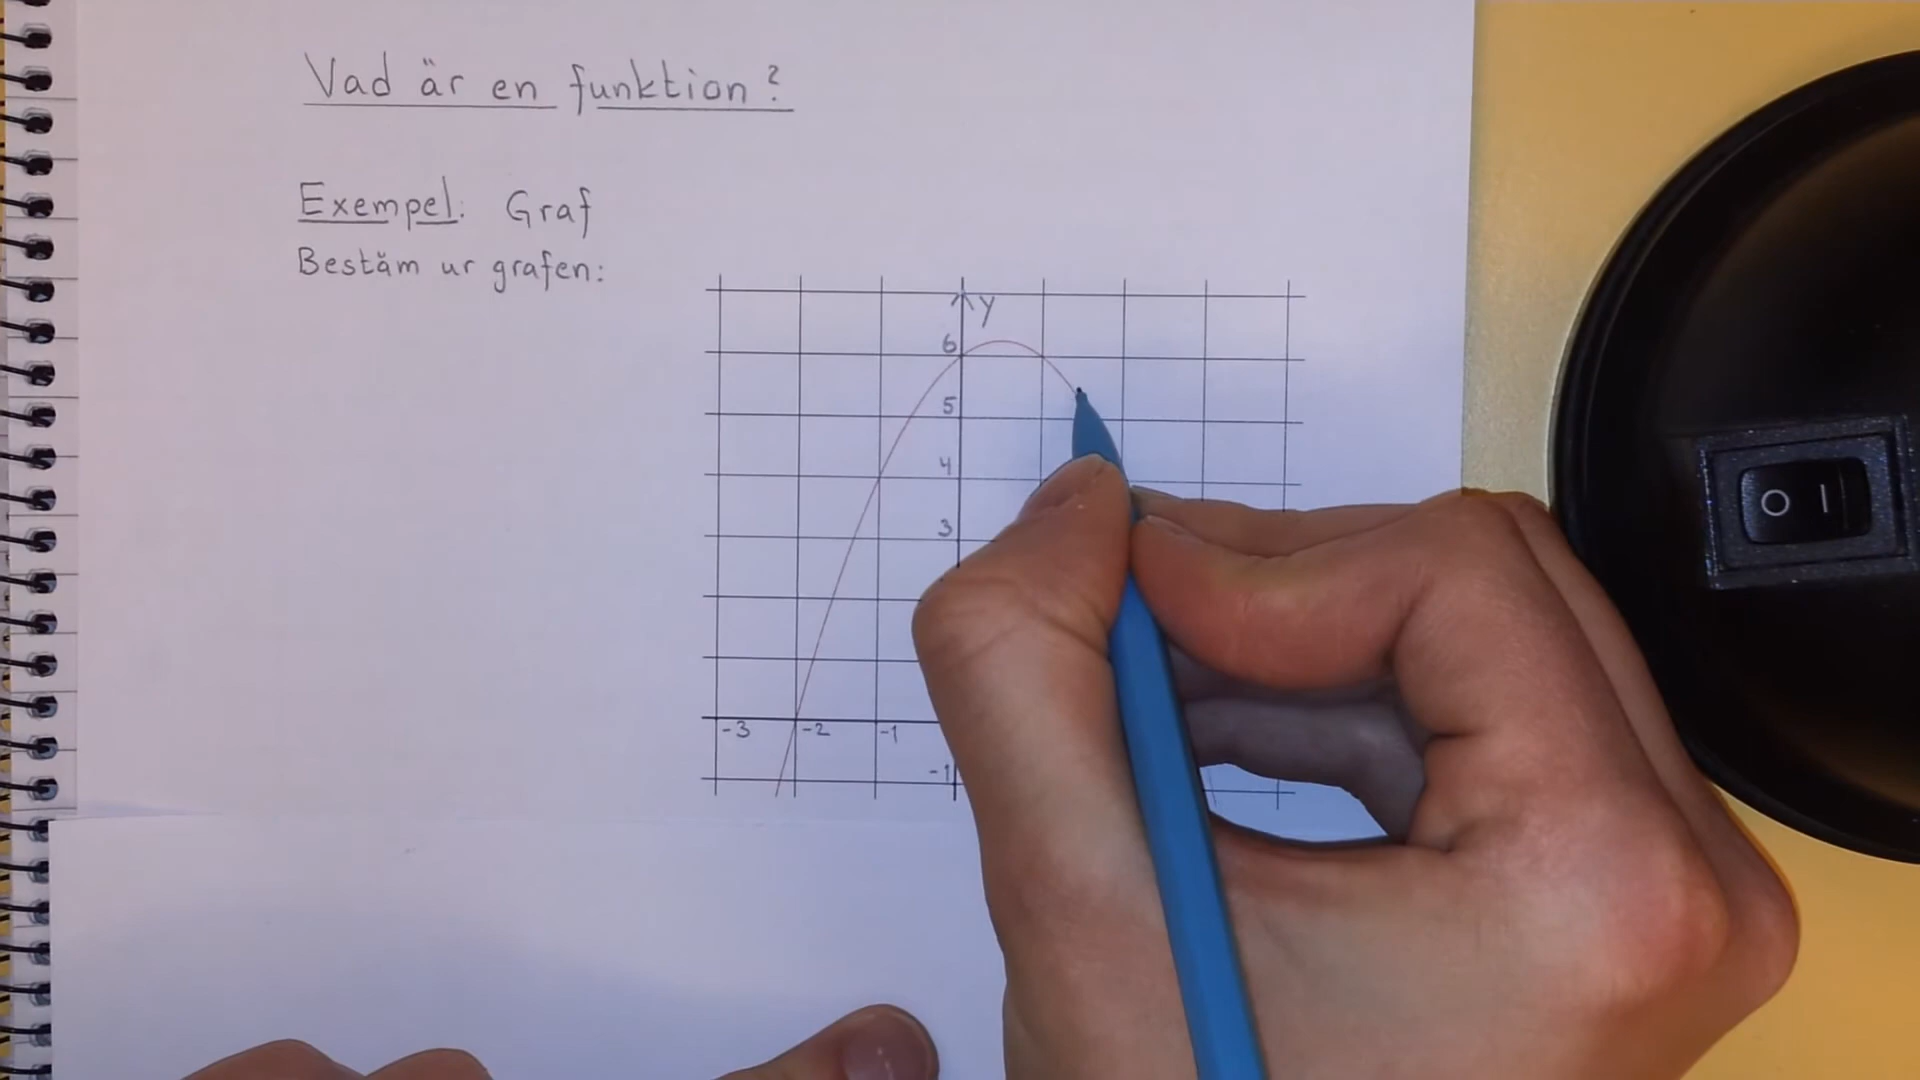 Vad är en funktion?
Exempel: Graf
Bestäm ur grafen:
y
6
5
4
3
-3 -2 -1
-1
O I